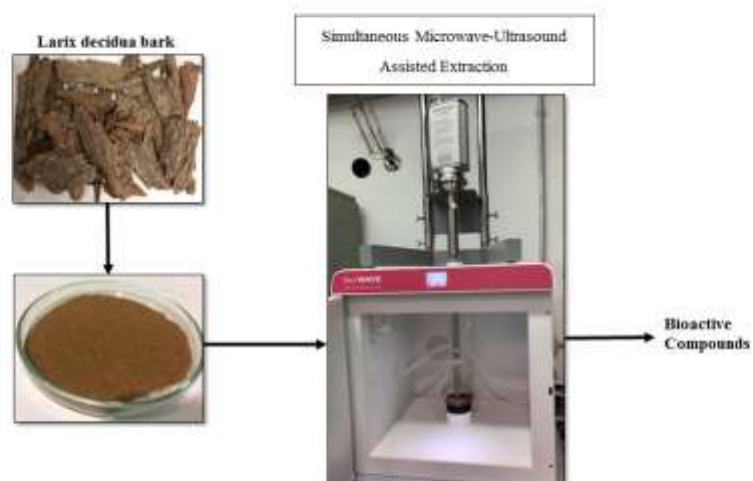 Larix decidua bark
Simultaneous Microwave-Ultrasound
Assisted Extraction
Bioactive
Compounds